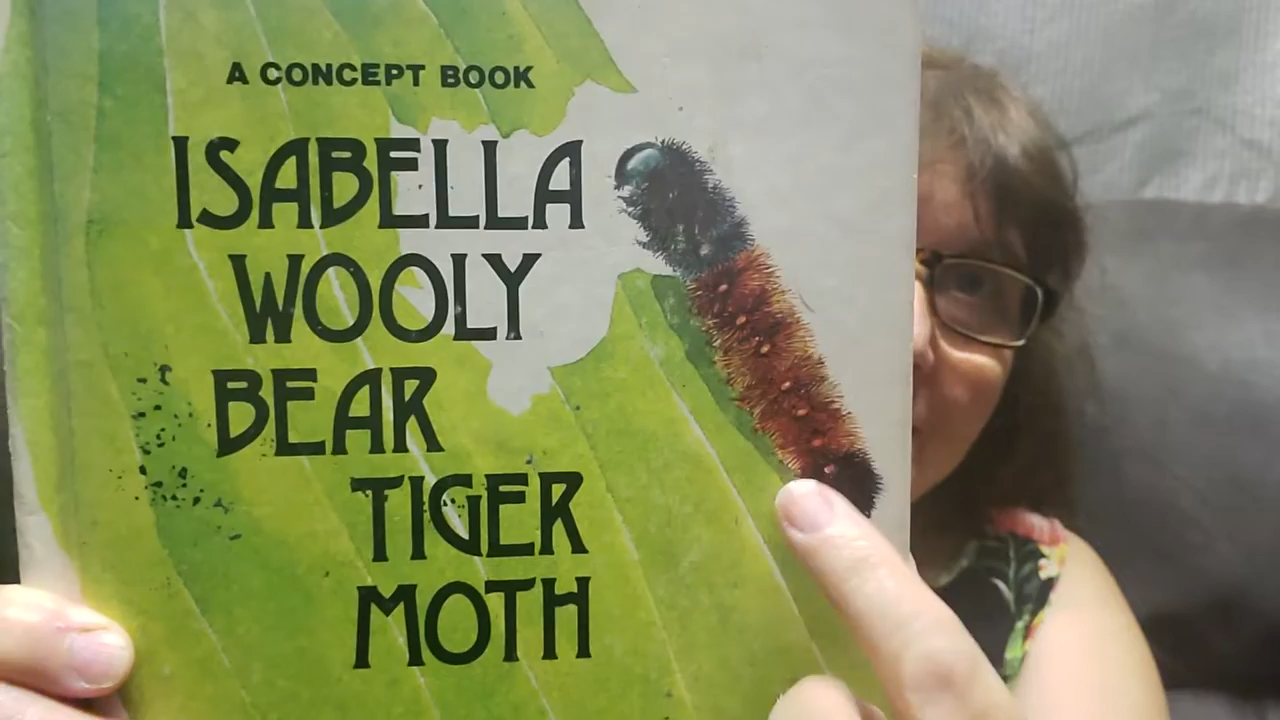 A CONCEPT BOOK
ISABELLA
WOOLY
BEAR
TIGER
MOTH